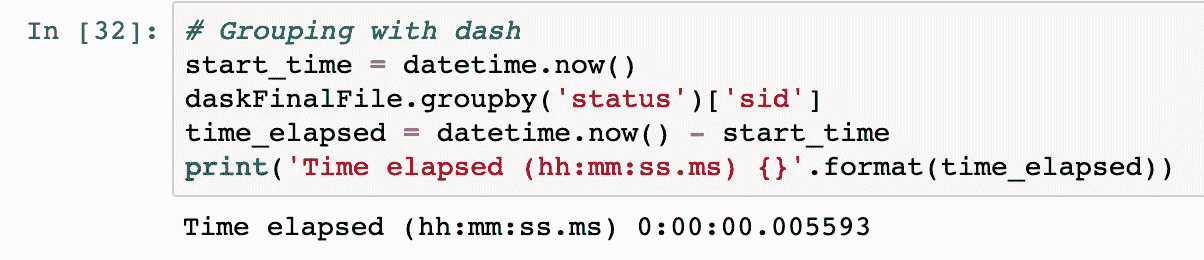 In [32]: # Grouping with dash
start_time = datetime.now()
daskFinalFile.groupby('status')['sid']
time_elapsed = datetime.now() - start_time
print('Time elapsed (hh:mm:ss.ms) {}'.format(time_elapsed))
Time elapsed (hh:mm:ss.ms) 0:00:00.005593